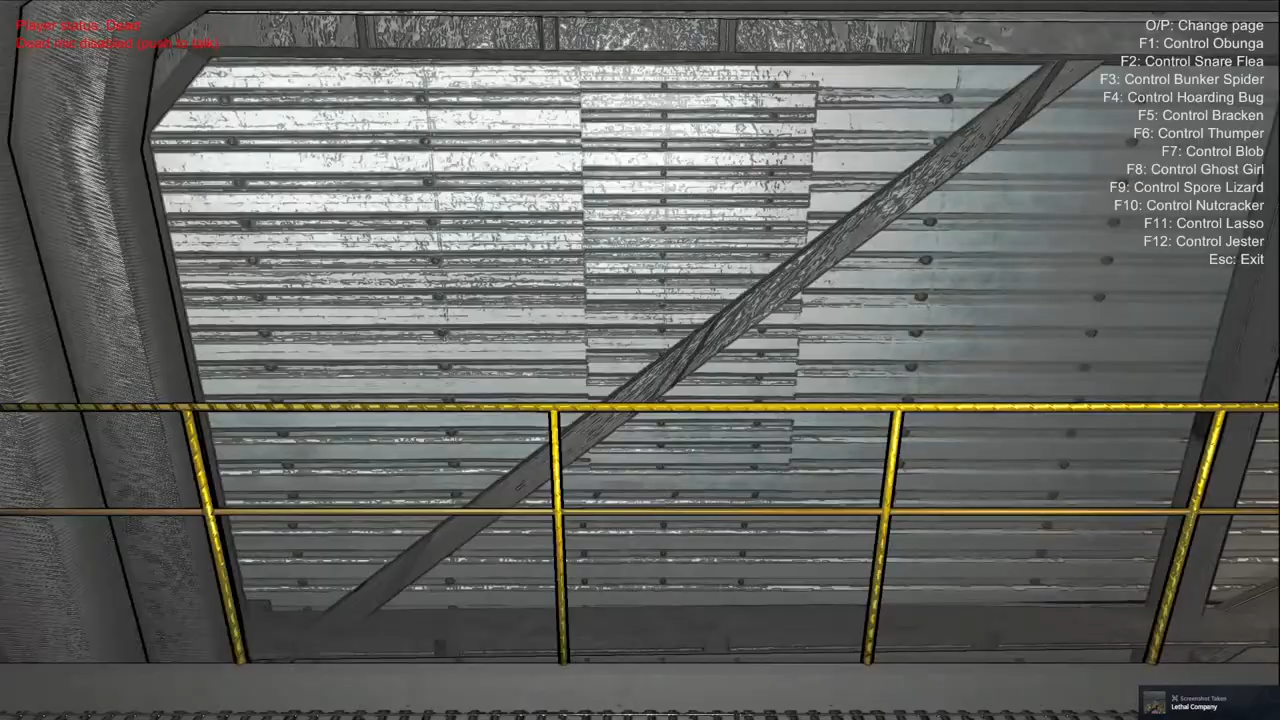 Player status: Dead
Dead mic disabled (push to talk)
O/P: Change page
F1: Control Obunga
F2: Control Snare Flea
F3: Control Bunker Spider
F4: Control Hoarding Bug
F5: Control Bracken
F6: Control Thumper
F7: Control Blob
F8: Control Ghost Girl
F9: Control Spore Lizard
F10: Control Nutcracker
F11: Control Lasso
F12: Control Jester
Esc: Exit
Screenshot Taken
Lethal Company